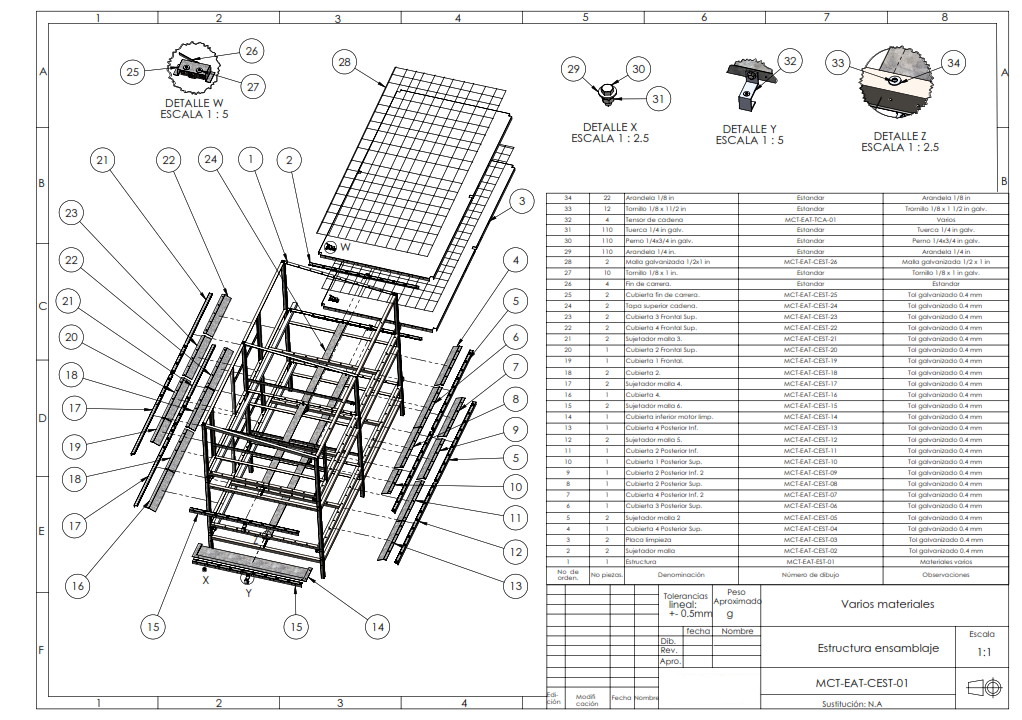 1 2 3 4 5 6 7 8
A
B
C
D
E
F
A
B
25
26
27
DETALLE W
ESCALA 1 : 5
29
30
31
DETALLE X
ESCALA 1 : 2.5
32
DETALLE Y
ESCALA 1 : 5
33
34
DETALLE Z
ESCALA 1 : 2.5
28
21
22
24
1
2
3
23
22
21
20
18
17
19
18
17
16
4
5
6
7
8
9
5
10
11
12
13
W
Z
X
Y
15
15
14
34 22 Arandela 1/8 in Estandar Arandela 1/8 in
33 12 Tornillo 1/8 x 11/2 in Estandar Tornillo 1/8 x 1 1/2 in galv.
32 4 Tensor de cadena MCT-EAT-TCA-01 Varios
31 110 Tuerca 1/4 in galv. Estandar Tuerca 1/4 in galv.
30 110 Perno 1/4x3/4 in galv. Estandar Perno 1/4x3/4 in galv.
29 110 Arandela 1/4 in. Estandar Arandela 1/4 in
28 2 Malla galvanizada 1/2x1 in MCT-EAT-CEST-26 Malla galvanizada 1/2 x 1 in
27 10 Tornillo 1/8 x 1 in. Estandar Tornillo 1/8 x 1 in galv.
26 4 Fin de carrera. Estandar Estandar
25 2 Cubierta fin de carrera. MCT-EAT-CEST-25 Tol galvanizado 0.4 mm
24 2 Tapa superior cadena. MCT-EAT-CEST-24 Tol galvanizado 0.4 mm
23 2 Cubierta 3 Frontal Sup. MCT-EAT-CEST-23 Tol galvanizado 0.4 mm
22 2 Cubierta 4 Frontal Sup. MCT-EAT-CEST-22 Tol galvanizado 0.4 mm
21 2 Sujetador malla 3. MCT-EAT-CEST-21 Tol galvanizado 0.4 mm
20 1 Cubierta 2 Frontal Sup. MCT-EAT-CEST-20 Tol galvanizado 0.4 mm
19 1 Cubierta 1 Frontal. MCT-EAT-CEST-19 Tol galvanizado 0.4 mm
18 2 Cubierta 2. MCT-EAT-CEST-18 Tol galvanizado 0.4 mm
17 2 Sujetador malla 4. MCT-EAT-CEST-17 Tol galvanizado 0.4 mm
16 1 Cubierta 4. MCT-EAT-CEST-16 Tol galvanizado 0.4 mm
15 2 Sujetador malla 6. MCT-EAT-CEST-15 Tol galvanizado 0.4 mm
14 1 Cubierta inferior motor limp. MCT-EAT-CEST-14 Tol galvanizado 0.4 mm
13 1 Cubierta 4 Posterior Inf. MCT-EAT-CEST-13 Tol galvanizado 0.4 mm
12 2 Sujetador malla 5. MCT-EAT-CEST-12 Tol galvanizado 0.4 mm
11 1 Cubierta 2 Posterior Inf. MCT-EAT-CEST-11 Tol galvanizado 0.4 mm
10 1 Cubierta 1 Posterior Sup. MCT-EAT-CEST-10 Tol galvanizado 0.4 mm
9 1 Cubierta 2 Posterior Inf. 2 MCT-EAT-CEST-09 Tol galvanizado 0.4 mm
8 1 Cubierta 2 Posterior Sup. MCT-EAT-CEST-08 Tol galvanizado 0.4 mm
7 1 Cubierta 4 Posterior Inf. 2 MCT-EAT-CEST-07 Tol galvanizado 0.4 mm
6 1 Cubierta 3 Posterior Sup. MCT-EAT-CEST-06 Tol galvanizado 0.4 mm
5 2 Sujetador malla 2 MCT-EAT-CEST-05 Tol galvanizado 0.4 mm
4 1 Cubierta 4 Posterior Sup. MCT-EAT-CEST-04 Tol galvanizado 0.4 mm
3 2 Placa limpieza MCT-EAT-CEST-03 Tol galvanizado 0.4 mm
2 2 Sujetador malla MCT-EAT-CEST-02 Tol galvanizado 0.4 mm
1 1 Estructura MCT-EAT-EST-01 Materiales varios
No de orden. No piezas. Denominación Número de dibujo Observaciones
Tolerancias
lineal:
+- 0.5mm
Peso
Aproximado
g
Varios materiales
fecha Nombre
Dib.
Rev.
Apro.
Estructura ensamblaje
Escala
1:1
MCT-EAT-CEST-01
Edi-
ción
Modifi
cación
Fecha Nombre
Sustitución: N.A
1 2 3 4